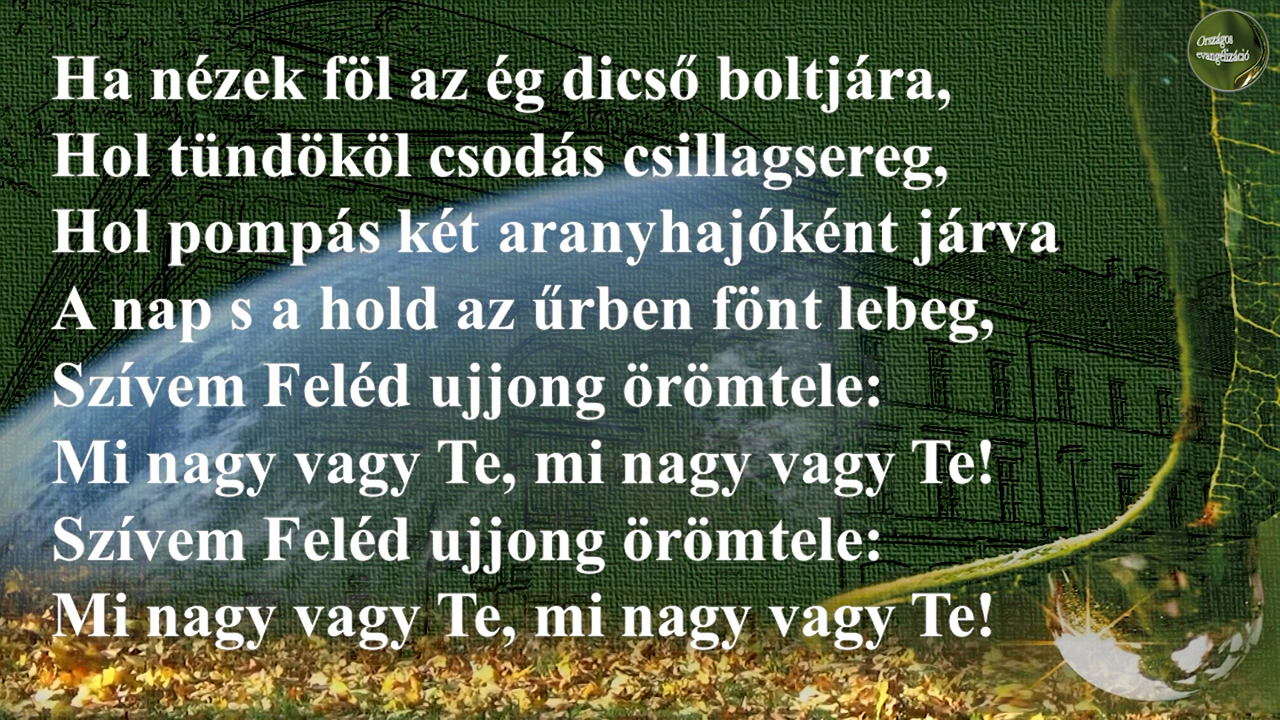 Országos
evangélizáció
Ha nézek föl az ég dicső boltjára,
Hol tündököl csodás csillagsereg,
Hol pompás két aranyhajóként járva
A nap s a hold az űrben fönt lebeg,
Szívem Feléd ujjong örömtele:
Mi nagy vagy Te, mi nagy vagy Te!
Szívem Feléd ujjong örömtele:
Mi nagy vagy Te, mi nagy vagy Te!